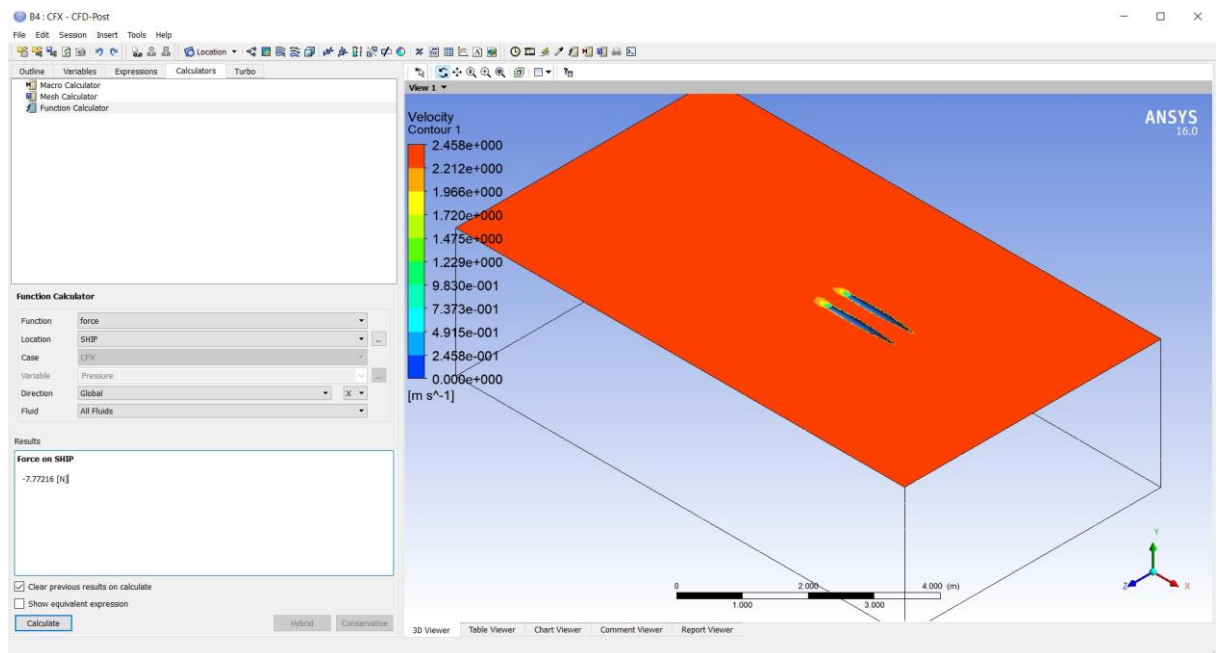 B4 : CFX - CFD-Post
File Edit Session Insert Tools Help
Location
Outline Variables Expressions Calculators Turbo
Macro Calculator
Mesh Calculator
Function Calculator
Function Calculator
Function force
Location SHIP ...
Case CFX
Variable Pressure ...
Direction Global X
Fluid All Fluids
Results
Force on SHIP
-7.77216 [N]
Clear previous results on calculate
Show equivalent expression
Calculate Hybrid Conservative
View 1
Velocity
Contour 1
2.458e+000
2.212e+000
1.966e+000
1.720e+000
1.475e+000
1.229e+000
9.830e-001
7.373e-001
4.915e-001
2.458e-001
0.000e+000
[m s^-1]
ANSYS
16.0
0 2.000 4.000 (m)
1.000 3.000
Y
Z X
3D Viewer Table Viewer Chart Viewer Comment Viewer Report Viewer